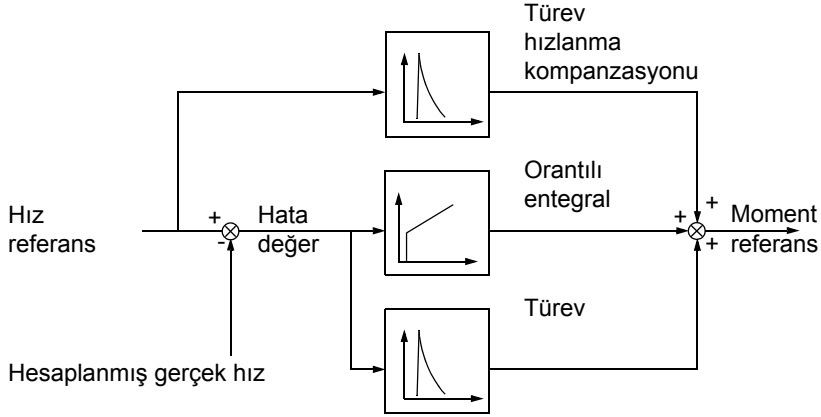 Türev
hızlanma
kompanzasyonu
Orantılı
entegral
+
Hız
referans
+
-
Hata
değer
+
+
Moment
referans
Türev
Hesaplanmış gerçek hız